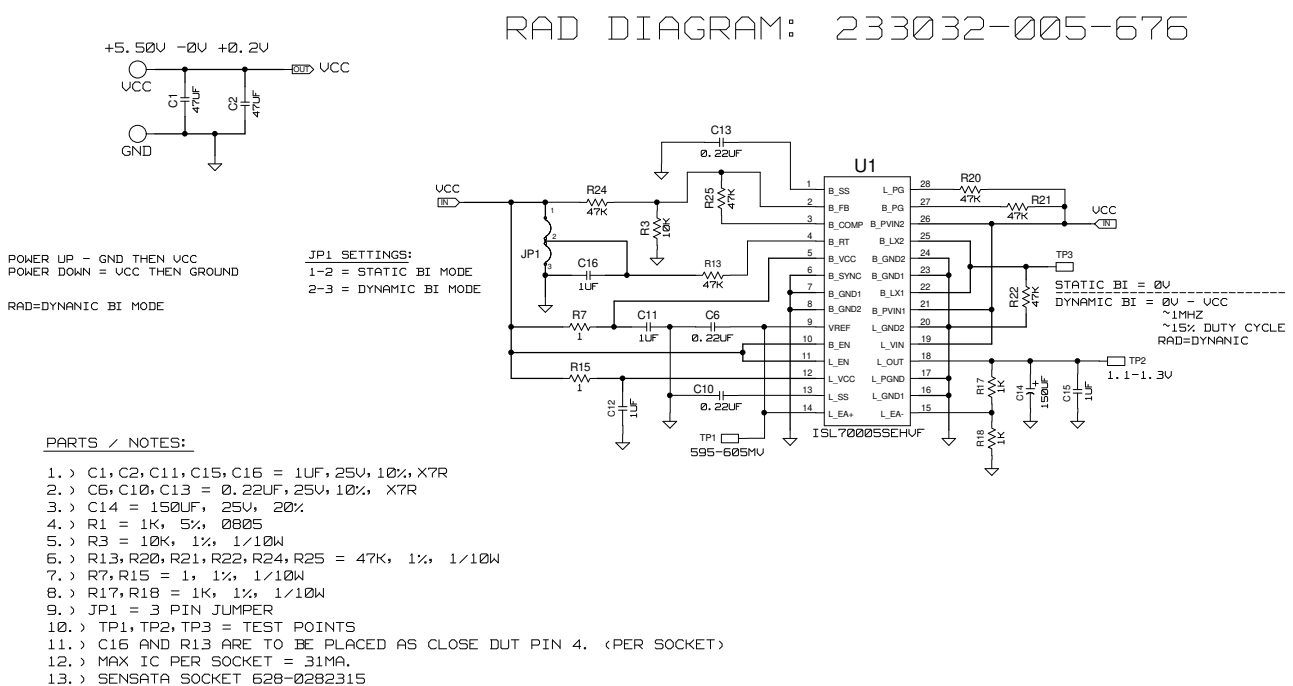 RAD DIAGRAM: 233032-005-676
+5.50V -0V +0.2V
VCC
OUT VCC
C1
47UF
C2
47UF
GND
POWER UP - GND THEN VCC
POWER DOWN = VCC THEN GROUND
RAD=DYNANIC BI MODE
JP1 SETTINGS:
1-2 = STATIC BI MODE
2-3 = DYNAMIC BI MODE
VCC
IN
1
2
3
JP1
R24
47K
R3
10K
R25
47K
C13
0.22UF
C16
1UF
R13
47K
R7
1
C11
1UF
C6
0.22UF
R15
1
C12
1UF
C10
0.22UF
TP1
595-605MV
U1
1 B_SS L_PG 28
2 B_FB B_PG 27
3 B_COMP B_PVIN2 26
4 B_RT B_LX2 25
5 B_VCC B_GND2 24
6 B_SYNC B_GND1 23
7 B_GND1 B_LX1 22
8 B_GND2 B_PVIN1 21
9 VREF L_GND2 20
10 B_EN L_VIN 19
11 L_EN L_OUT 18
12 L_VCC L_PGND 17
13 L_SS L_GND1 16
14 L_EA+ L_EA- 15
ISL70005SEHVF
R20
47K
R21
47K
VCC
IN
TP3
R22
47K
STATIC BI = 0V
DYNAMIC BI = 0V - VCC
~1MHZ
~15% DUTY CYCLE
RAD=DYNAMIC
TP2
1.1-1.3V
R17
1K
C14
+
150UF
C15
1UF
R18
1K
PARTS / NOTES:
1.) C1,C2,C11,C15,C16 = 1UF,25V,10%,X7R
2.) C6,C10,C13 = 0.22UF,25V,10%, X7R
3.) C14 = 150UF, 25V, 20%
4.) R1 = 1K, 5%, 0805
5.) R3 = 10K, 1%, 1/10W
6.) R13,R20,R21,R22,R24,R25 = 47K, 1%, 1/10W
7.) R7,R15 = 1, 1%, 1/10W
8.) R17,R18 = 1K, 1%, 1/10W
9.) JP1 = 3 PIN JUMPER
10.) TP1,TP2,TP3 = TEST POINTS
11.) C16 AND R13 ARE TO BE PLACED AS CLOSE DUT PIN 4. (PER SOCKET)
12.) MAX IC PER SOCKET = 31MA.
13.) SENSATA SOCKET 628-0282315